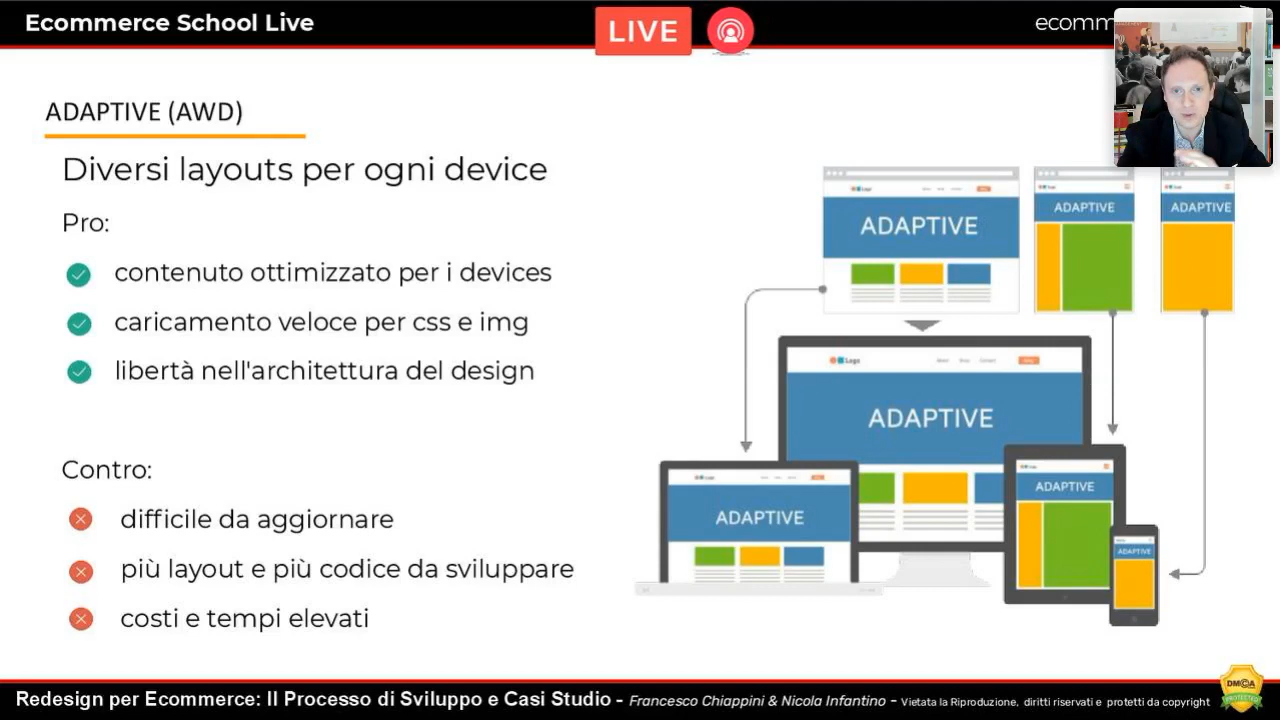 Ecommerce School Live
LIVE
ecomm
ADAPTIVE (AWD)
Diversi layouts per ogni device
Pro:
contenuto ottimizzato per i devices
caricamento veloce per css e img
libertà nell'architettura del design
Contro:
difficile da aggiornare
più layout e più codice da sviluppare
costi e tempi elevati
ADAPTIVE
ADAPTIVE
ADAPTIVE
Logo
ADAPTIVE
ADAPTIVE
ADAPTIVE
ADAPTIVE
Redesign per Ecommerce: Il Processo di Sviluppo e Casi Studio - Francesco Chiappini & Nicola Infantino - Vietata la Riproduzione, diritti riservati e protetti da copyright
DMCA
PROTECTED